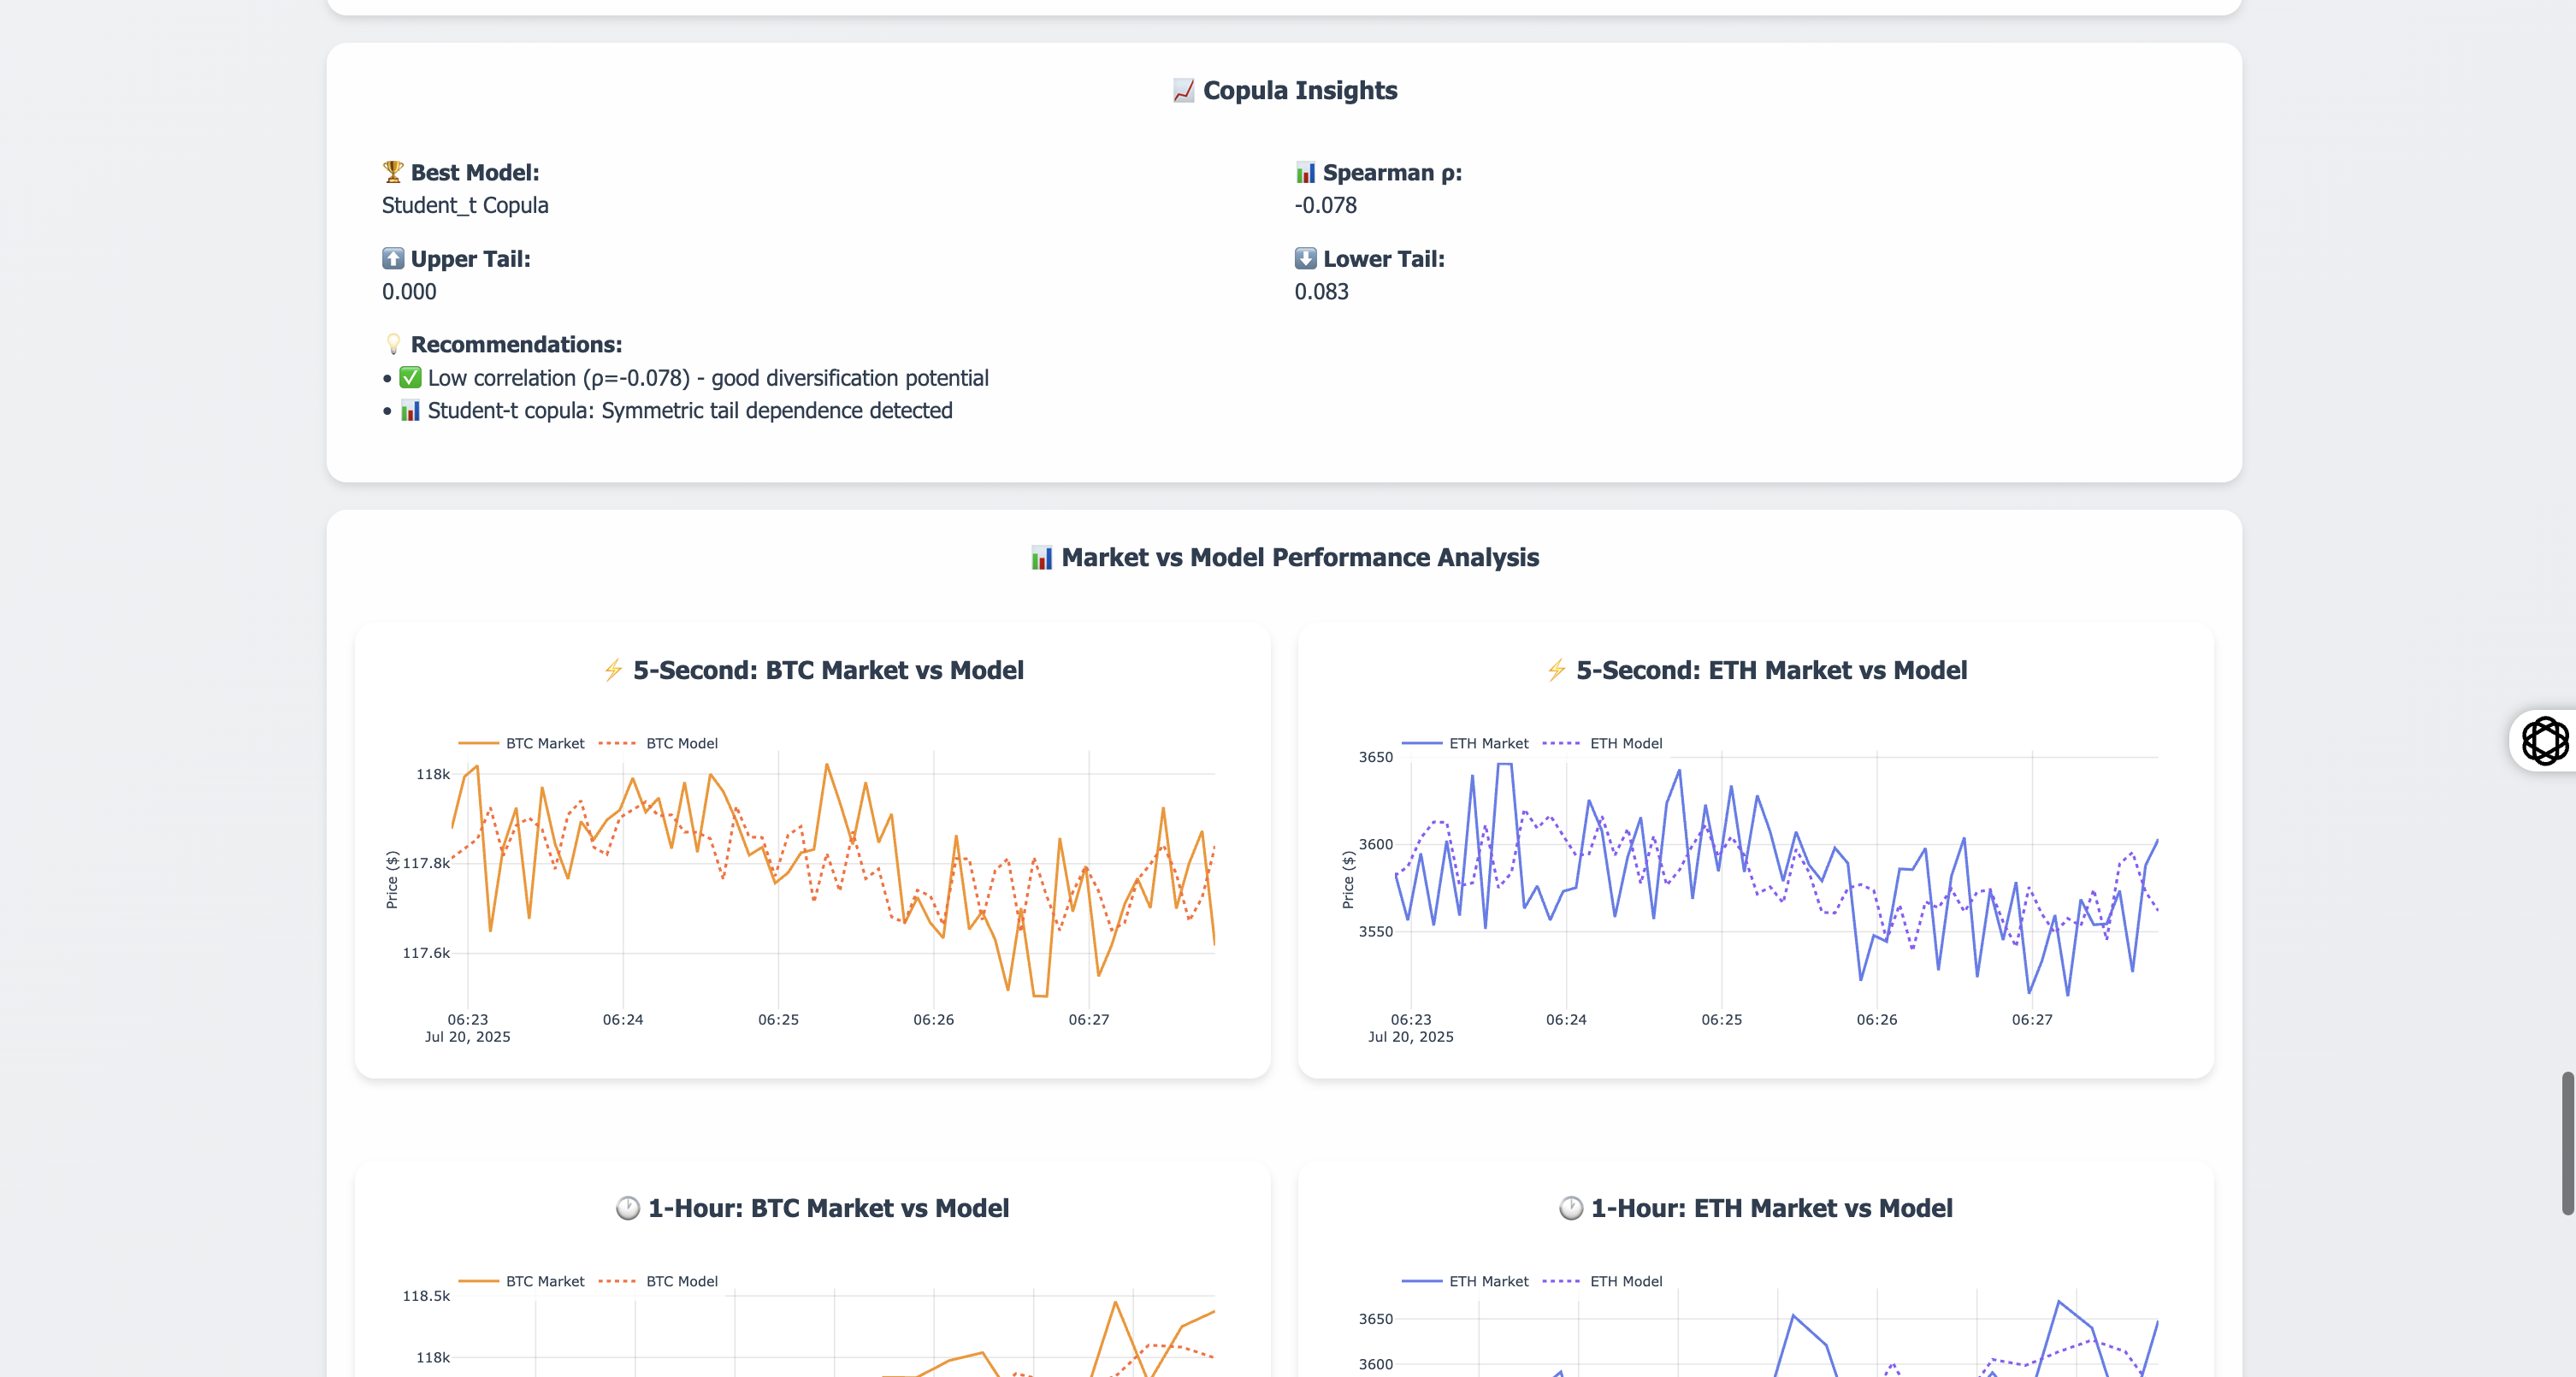 📈 Copula Insights
🏆 Best Model:
Student_t Copula
📊 Spearman ρ:
-0.078
⬆️ Upper Tail:
0.000
⬇️ Lower Tail:
0.083
💡 Recommendations:
• ✅ Low correlation (ρ=-0.078) - good diversification potential
• 📊 Student-t copula: Symmetric tail dependence detected
📊 Market vs Model Performance Analysis
⚡ 5-Second: BTC Market vs Model
BTC Market BTC Model
118k
117.8k
117.6k
Price ($)
06:23 06:24 06:25 06:26 06:27
Jul 20, 2025
⚡ 5-Second: ETH Market vs Model
ETH Market ETH Model
3650
3600
3550
Price ($)
06:23 06:24 06:25 06:26 06:27
Jul 20, 2025
🕐 1-Hour: BTC Market vs Model
BTC Market BTC Model
118.5k
118k
🕐 1-Hour: ETH Market vs Model
ETH Market ETH Model
3650
3600